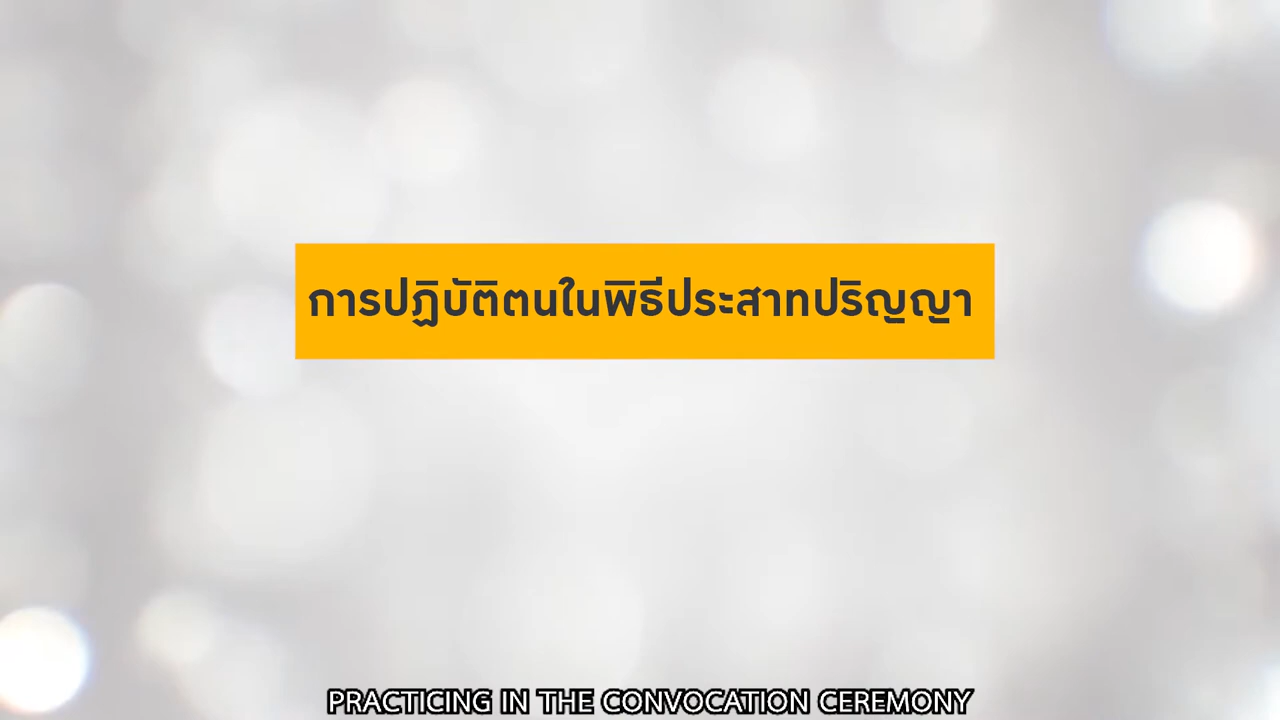 การปฏิบัติตนในพิธีประสาทปริญญา
PRACTICING IN THE CONVOCATION CEREMONY